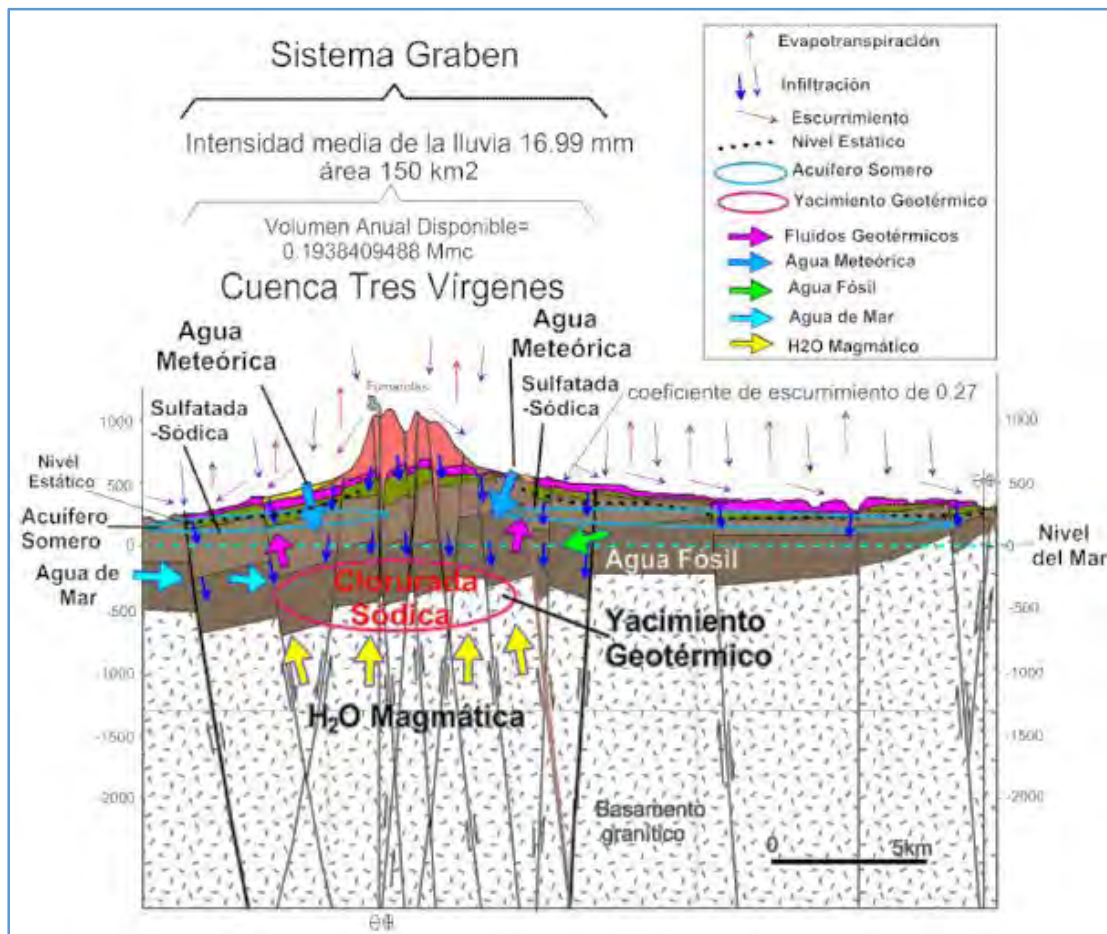 Sistema Graben
Intensidad media de la lluvia 16.99 mm
área 150 km2
Volumen Anual Disponible=
0.1938409488 Mmc
Cuenca Tres Vírgenes
Evapotranspiración
Infiltración
Escurrimiento
Nivel Estático
Acuífero Somero
Yacimiento Geotérmico
Fluidos Geotérmicos
Agua Meteórica
Agua Fósil
Agua de Mar
H2O Magmático
Agua
Meteórica
Agua
Meteórica
Fumarolas
Sulfatada
-Sódica
Sulfatada
-Sódica
coeficiente de escurrimiento de 0.27
Nivel
Estático
Acuífero
Somero
Agua de
Mar
1000
500
0
-500
-1000
-1500
-2000
1000
500
0
-500
-1000
-1500
-2000
Nivel
del Mar
Agua Fósil
Clorurada
Sódica
Yacimiento
Geotérmico
H₂O Magmática
Basamento
granítico
0 5km